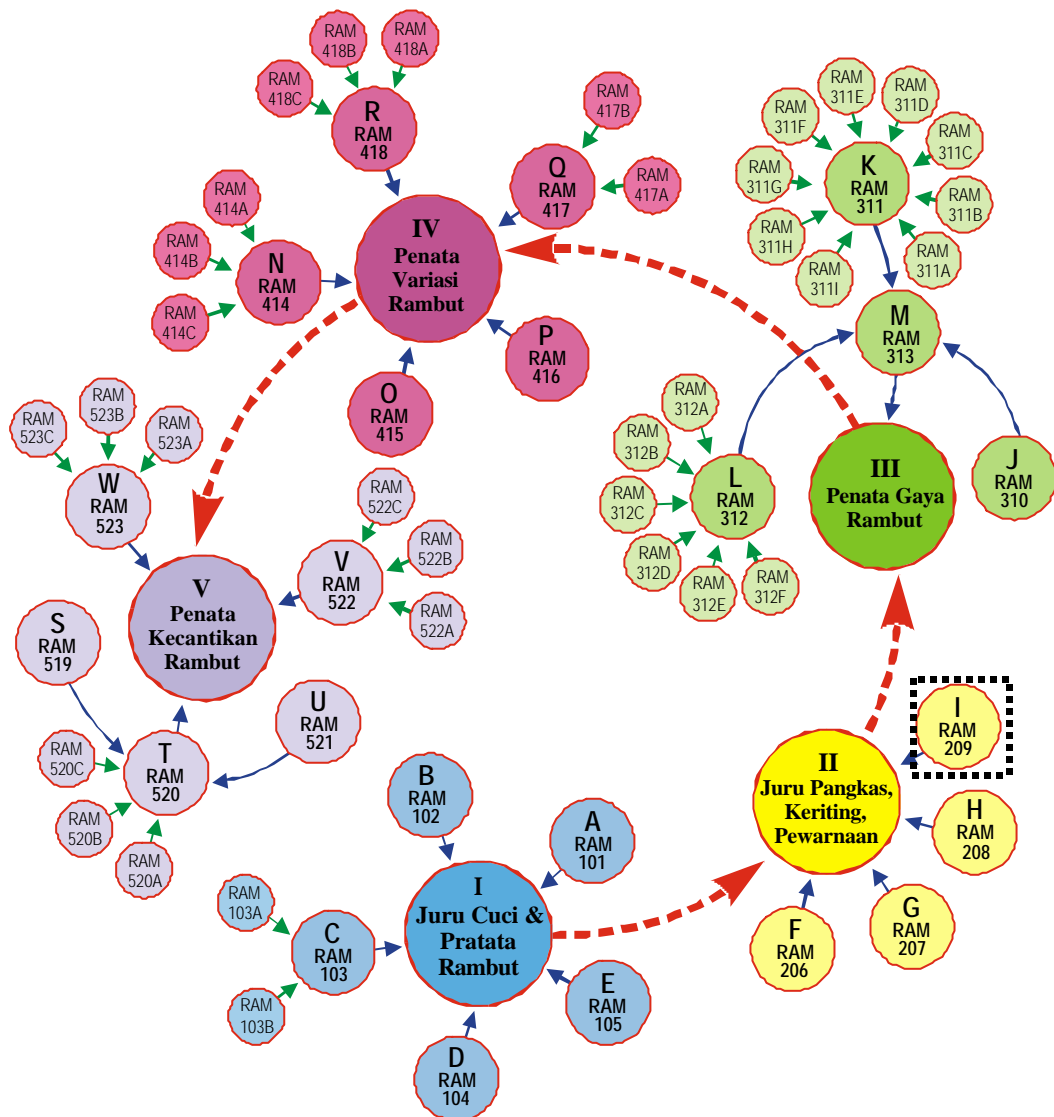 RAM
418B
RAM
418A
RAM
418C
R
RAM
418
RAM
417B
Q
RAM
417
RAM
417A
RAM
414A
RAM
414B
RAM
414C
N
RAM
414
IV
Penata
Variasi
Rambut
P
RAM
416
O
RAM
415
RAM
311E
RAM
311D
RAM
311F
RAM
311C
RAM
311G
RAM
311B
RAM
311H
RAM
311A
RAM
311I
K
RAM
311
M
RAM
313
RAM
312A
RAM
312B
RAM
312C
RAM
312D
RAM
312E
RAM
312F
L
RAM
312
III
Penata Gaya
Rambut
J
RAM
310
RAM
523B
RAM
523C
RAM
523A
W
RAM
523
RAM
522C
RAM
522B
RAM
522A
V
RAM
522
V
Penata
Kecantikan
Rambut
S
RAM
519
U
RAM
521
T
RAM
520
RAM
520C
RAM
520B
RAM
520A
I
RAM
209
II
Juru Pangkas,
Keriting,
Pewarnaan
H
RAM
208
G
RAM
207
F
RAM
206
B
RAM
102
A
RAM
101
I
Juru Cuci &
Pratata
Rambut
RAM
103A
C
RAM
103
RAM
103B
E
RAM
105
D
RAM
104